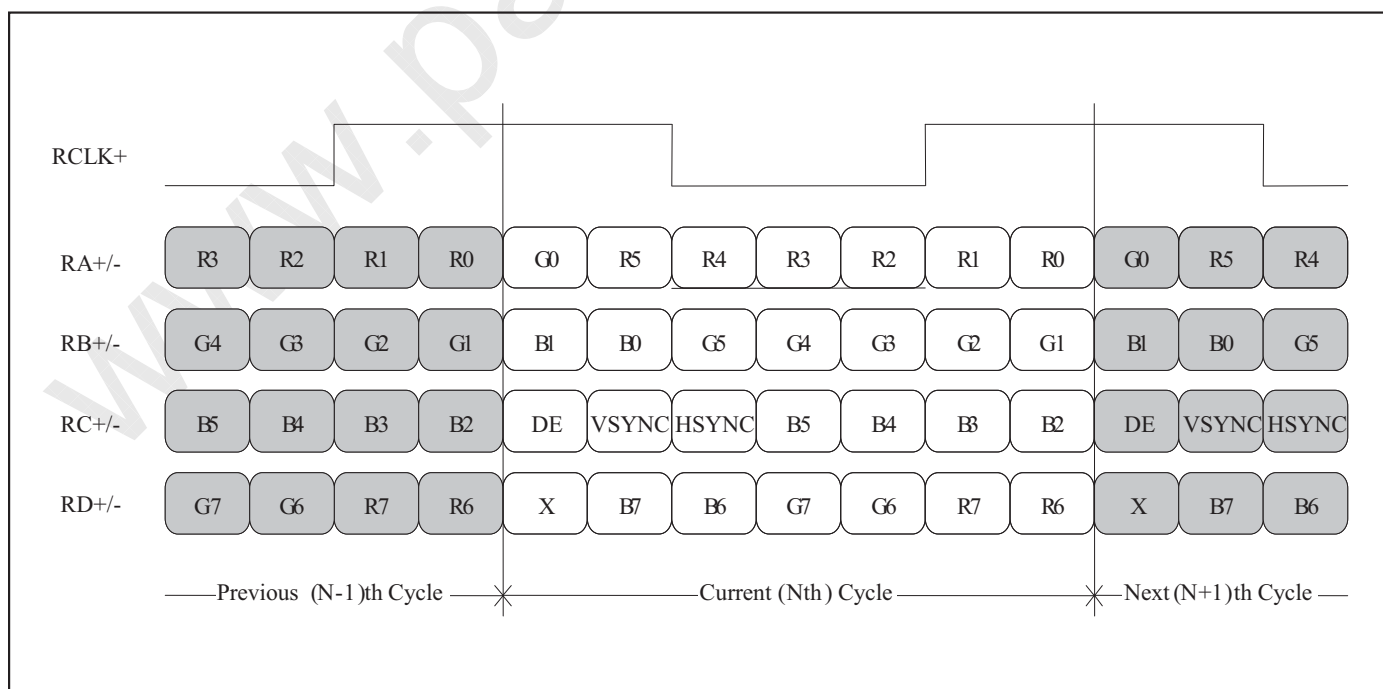 www.pa
RCLK+
RA+/- R3 R2 R1 R0 G0 R5 R4 R3 R2 R1 R0 G0 R5 R4
RB+/- G4 G3 G2 G1 B1 B0 G5 G4 G3 G2 G1 B1 B0 G5
RC+/- B5 B4 B3 B2 DE VSYNC HSYNC B5 B4 B3 B2 DE VSYNC HSYNC
RD+/- G7 G6 R7 R6 X B7 B6 G7 G6 R7 R6 X B7 B6
Previous (N-1)th Cycle Current (Nth) Cycle Next (N+1)th Cycle